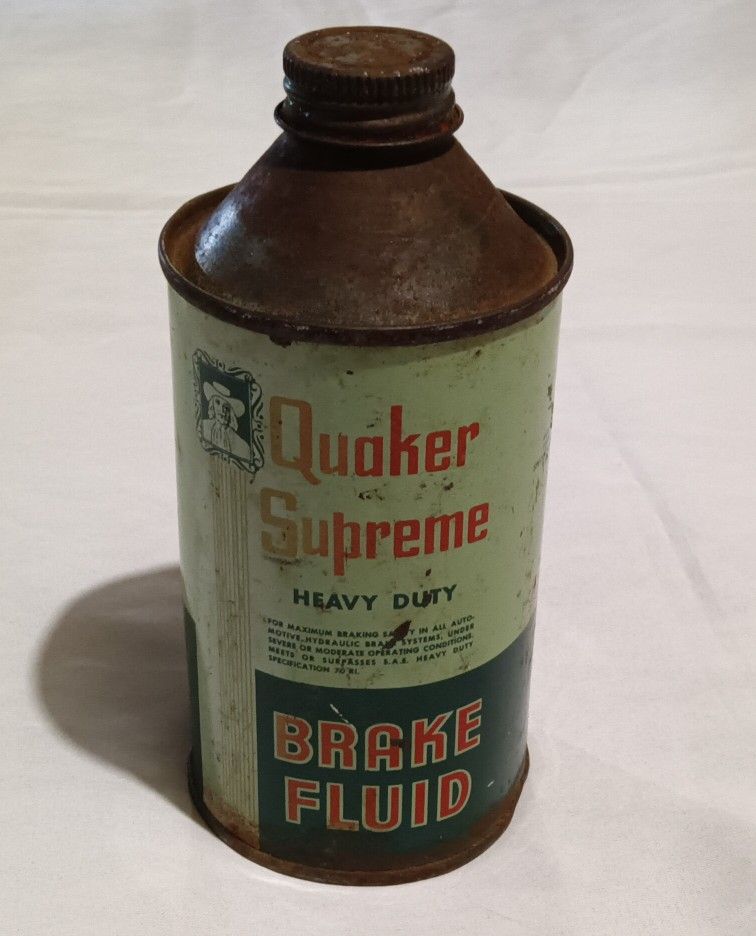 Quaker
Supreme
HEAVY DUTY
FOR MAXIMUM BRAKING SAFETY IN ALL AUTO-
MOTIVE, HYDRAULIC BRAKE SYSTEMS, UNDER
SEVERE OR MODERATE OPERATING CONDITIONS.
MEETS OR SURPASSES S.A.E. HEAVY DUTY
SPECIFICATION 70 RI.
BRAKE
FLUID